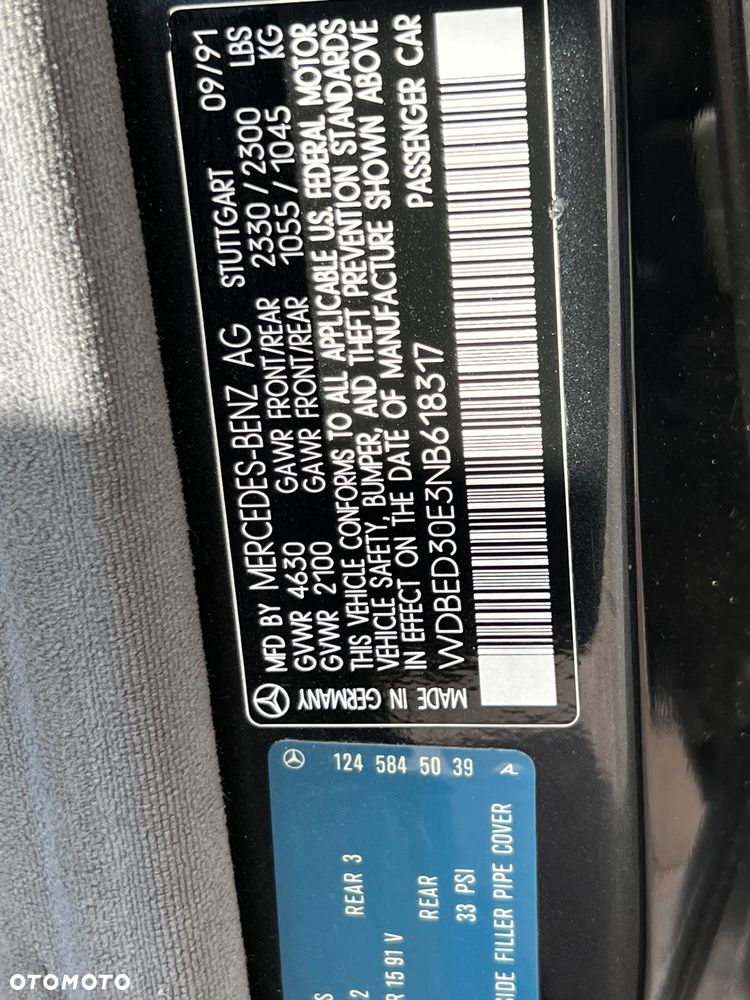 MFD BY MERCEDES-BENZ AG STUTTGART 09/91
GVWR 4630 GAWR FRONT/REAR 2330 / 2300 LBS
GVWR 2100 GAWR FRONT/REAR 1055 / 1045 KG
THIS VEHICLE CONFORMS TO ALL APPLICABLE U.S. FEDERAL MOTOR
VEHICLE SAFETY, BUMPER, AND THEFT PREVENTION STANDARDS
IN EFFECT ON THE DATE OF MANUFACTURE SHOWN ABOVE
WDBED30E3NB618317 PASSENGER CAR
MADE IN GERMANY
124 584 50 39 A
REAR 3
2
R 15 91 V
REAR
33 PSI
SIDE FILLER PIPE COVER
OTOMOTO